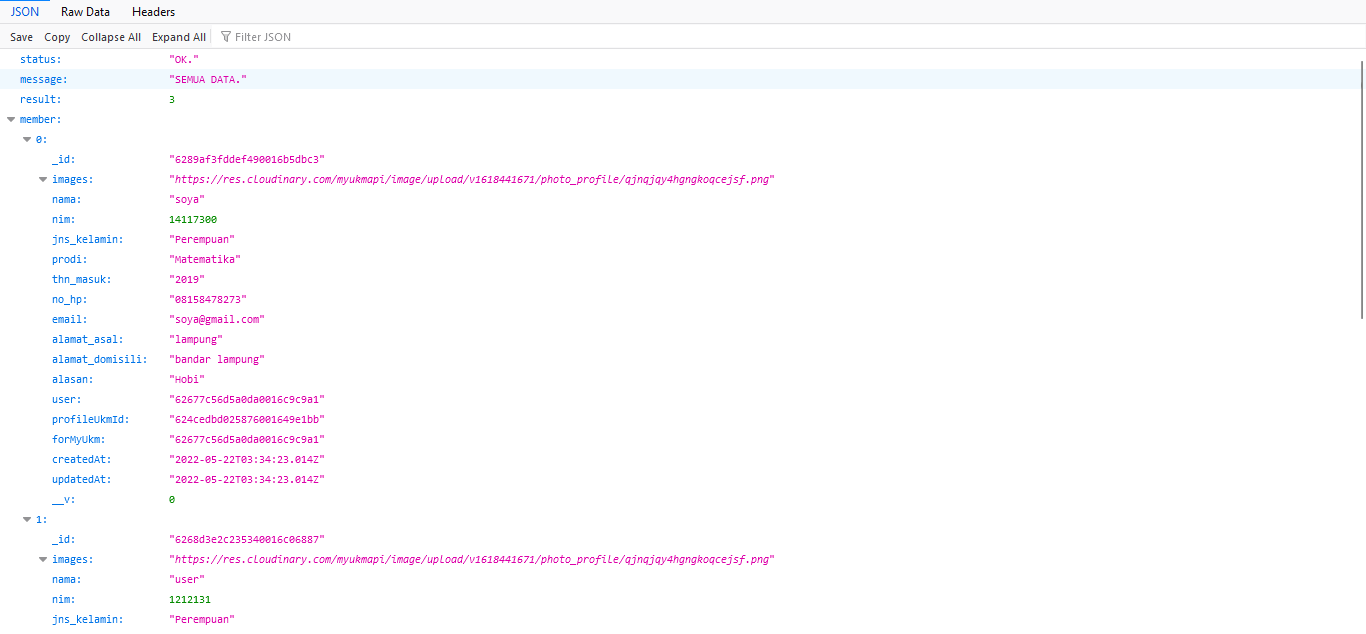 JSON Raw Data Headers
Save Copy Collapse All Expand All Filter JSON
status: "OK."
message: "SEMUA DATA."
result: 3
member:
0:
_id: "6289af3fddef490016b5dbc3"
images: "https://res.cloudinary.com/myukmapi/image/upload/v1618441671/photo_profile/qjnqjqy4hgngkoqcejsf.png"
nama: "soya"
nim: 14117300
jns_kelamin: "Perempuan"
prodi: "Matematika"
thn_masuk: "2019"
no_hp: "08158478273"
email: "soya@gmail.com"
alamat_asal: "lampung"
alamat_domisili: "bandar lampung"
alasan: "Hobi"
user: "62677c56d5a0da0016c9c9a1"
profileUkmId: "624cedbd025876001649e1bb"
forMyUkm: "62677c56d5a0da0016c9c9a1"
createdAt: "2022-05-22T03:34:23.014Z"
updatedAt: "2022-05-22T03:34:23.014Z"
__v: 0
1:
_id: "6268d3e2c235340016c06887"
images: "https://res.cloudinary.com/myukmapi/image/upload/v1618441671/photo_profile/qjnqjqy4hgngkoqcejsf.png"
nama: "user"
nim: 1212131
jns_kelamin: "Perempuan"